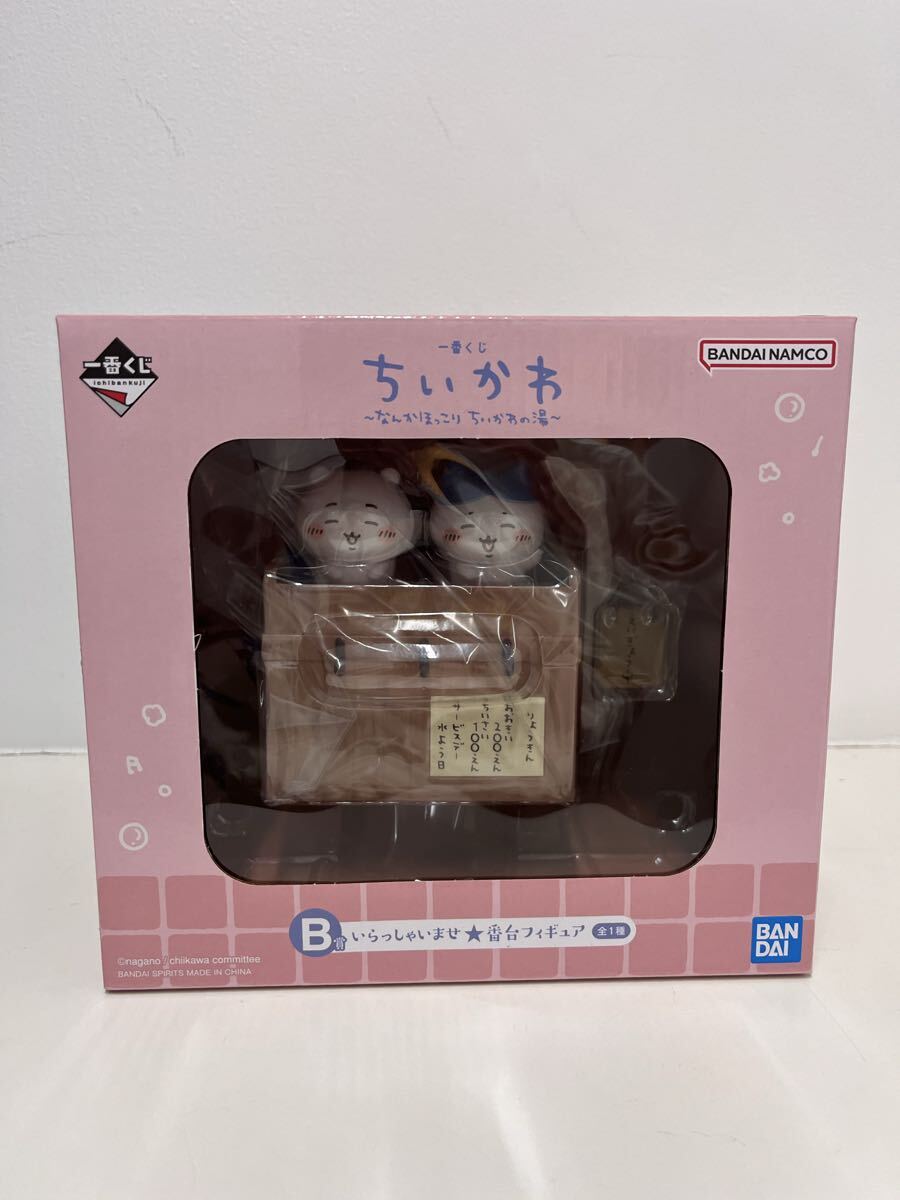 一番くじ
ichibankuji
一番くじ
ちいかわ
～なんかほっこり ちいかわの湯～
BANDAI NAMCO
りょうきん
おおきい
200えん
ちいさい
100えん
サービスデー
水よう日
B賞 いらっしゃいませ★番台フィギュア 全1種
©nagano / chiikawa committee
BANDAI SPIRITS MADE IN CHINA
BAN
DAI